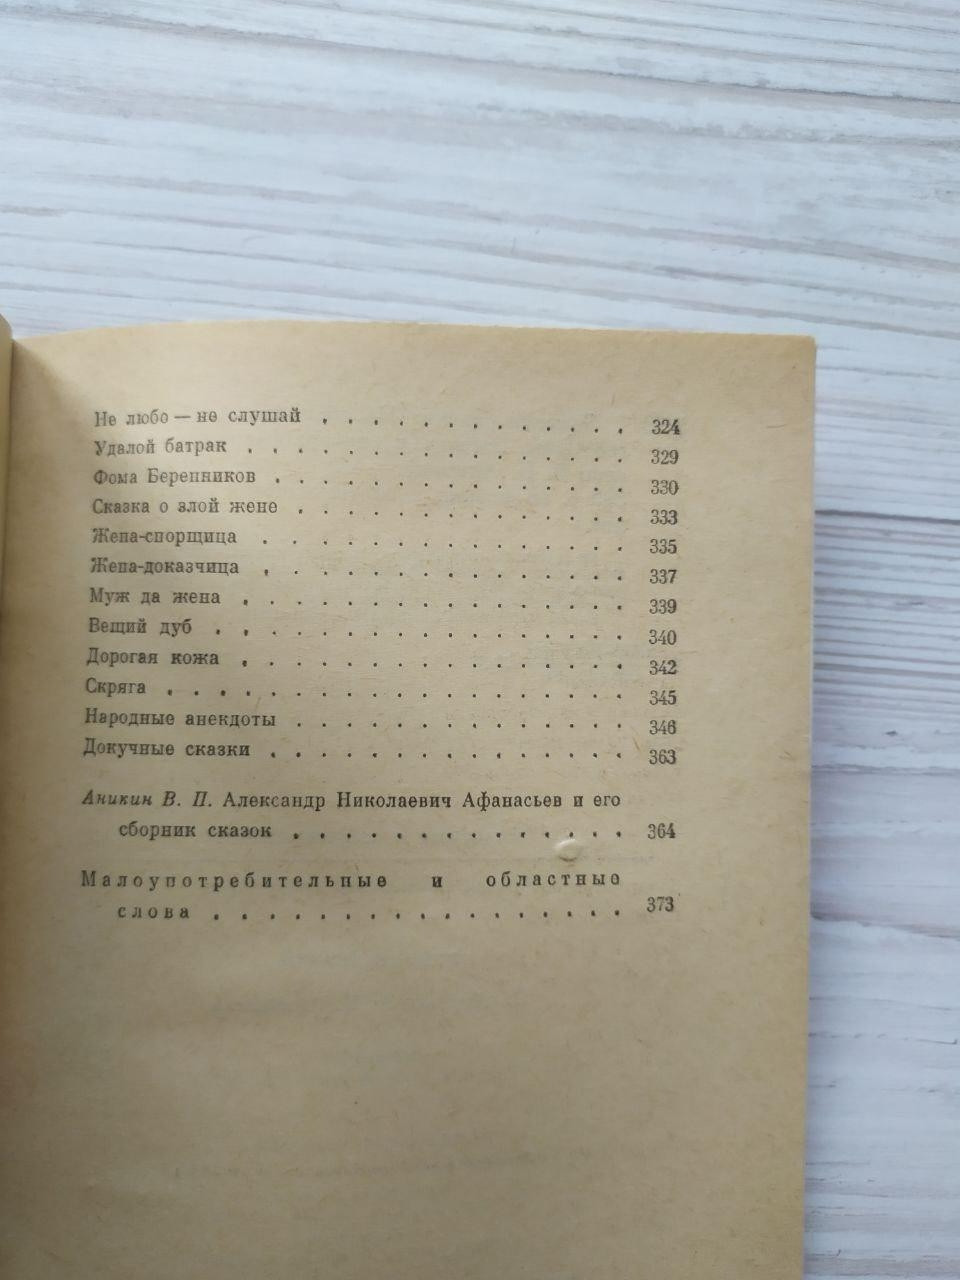 Не любо — не слушай . . . . . . . . . . . . . 324
Удалой батрак . . . . . . . . . . . . . . . . 329
Фома Беренников . . . . . . . . . . . . . . 330
Сказка о злой жене . . . . . . . . . . . . . 333
Жена-спорщица . . . . . . . . . . . . . . . 335
Жена-доказчица . . . . . . . . . . . . . . . 337
Муж да жена . . . . . . . . . . . . . . . . 339
Вещий дуб . . . . . . . . . . . . . . . . . 340
Дорогая кожа . . . . . . . . . . . . . . . . 342
Скряга . . . . . . . . . . . . . . . . . . . 345
Народные анекдоты . . . . . . . . . . . . . 346
Докучные сказки . . . . . . . . . . . . . . 363
Аникин В. П. Александр Николаевич Афанасьев и его
сборник сказок . . . . . . . . . . . . . . 364
Малоупотребительные и областные
слова . . . . . . . . . . . . . . . . . 373